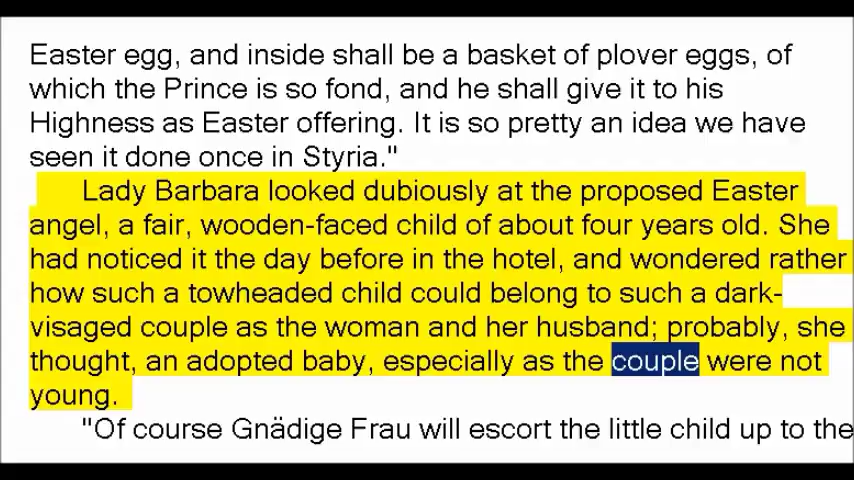 Easter egg, and inside shall be a basket of plover eggs, of
which the Prince is so fond, and he shall give it to his
Highness as Easter offering. It is so pretty an idea we have
seen it done once in Styria."
Lady Barbara looked dubiously at the proposed Easter
angel, a fair, wooden-faced child of about four years old. She
had noticed it the day before in the hotel, and wondered rather
how such a towheaded child could belong to such a dark-
visaged couple as the woman and her husband; probably, she
thought, an adopted baby, especially as the couple were not
young.
"Of course Gnädige Frau will escort the little child up to the